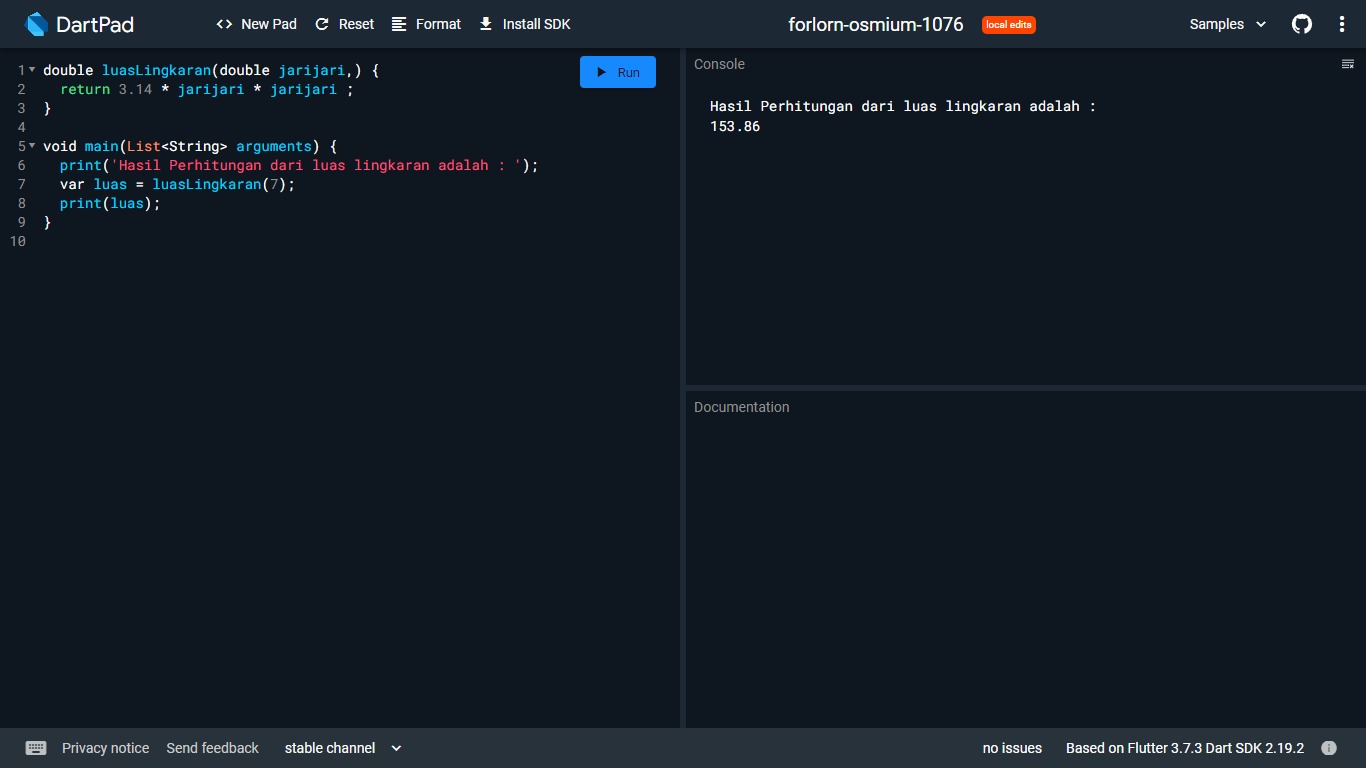 DartPad <> New Pad Reset Format Install SDK forlorn-osmium-1076 local edits Samples
Run
1 double luasLingkaran(double jarijari,) {
2 return 3.14 * jarijari * jarijari ;
3 }
4
5 void main(List<String> arguments) {
6 print('Hasil Perhitungan dari luas lingkaran adalah : ');
7 var luas = luasLingkaran(7);
8 print(luas);
9 }
10
Console
Hasil Perhitungan dari luas lingkaran adalah :
153.86
Documentation
Privacy notice Send feedback stable channel no issues Based on Flutter 3.7.3 Dart SDK 2.19.2